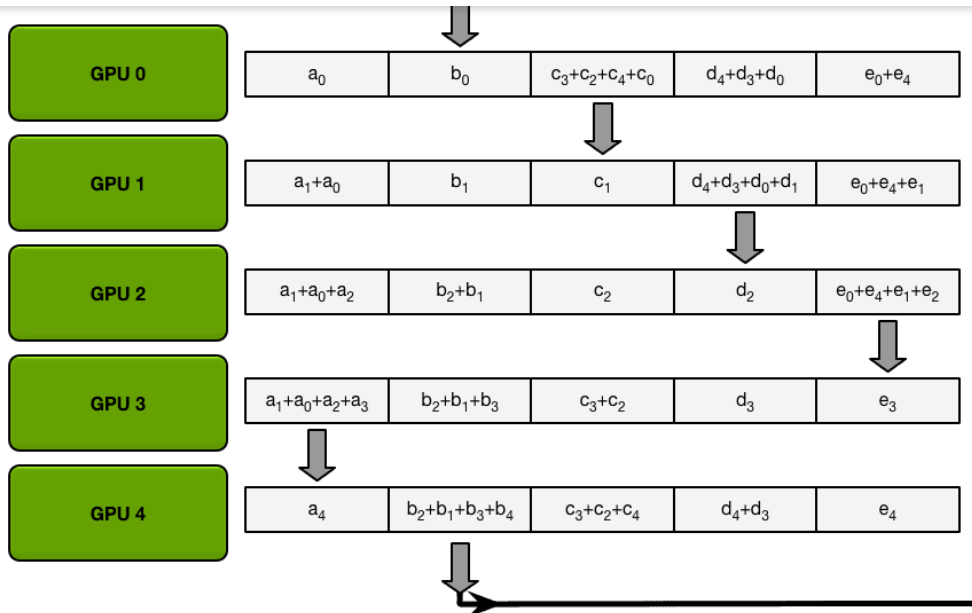 GPU 0 a₀ b₀ c₃+c₂+c₄+c₀ d₄+d₃+d₀ e₀+e₄
GPU 1 a₁+a₀ b₁ c₁ d₄+d₃+d₀+d₁ e₀+e₄+e₁
GPU 2 a₁+a₀+a₂ b₂+b₁ c₂ d₂ e₀+e₄+e₁+e₂
GPU 3 a₁+a₀+a₂+a₃ b₂+b₁+b₃ c₃+c₂ d₃ e₃
GPU 4 a₄ b₂+b₁+b₃+b₄ c₃+c₂+c₄ d₄+d₃ e₄